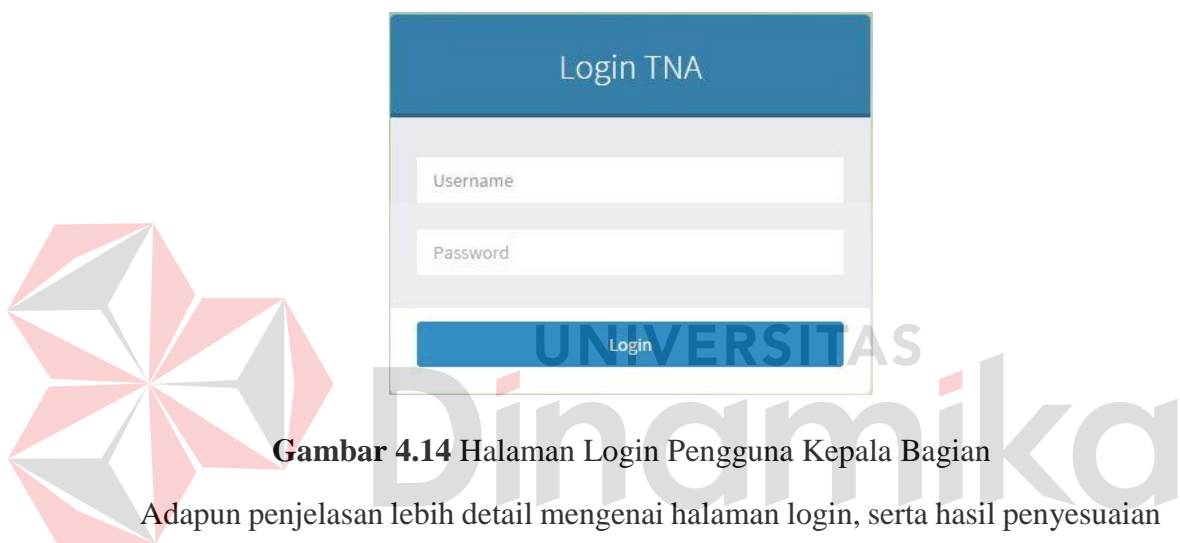 Login TNA
Username
Password
Login
UNIVERSITAS
Dinamika
Gambar 4.14 Halaman Login Pengguna Kepala Bagian
Adapun penjelasan lebih detail mengenai halaman login, serta hasil penyesuaian